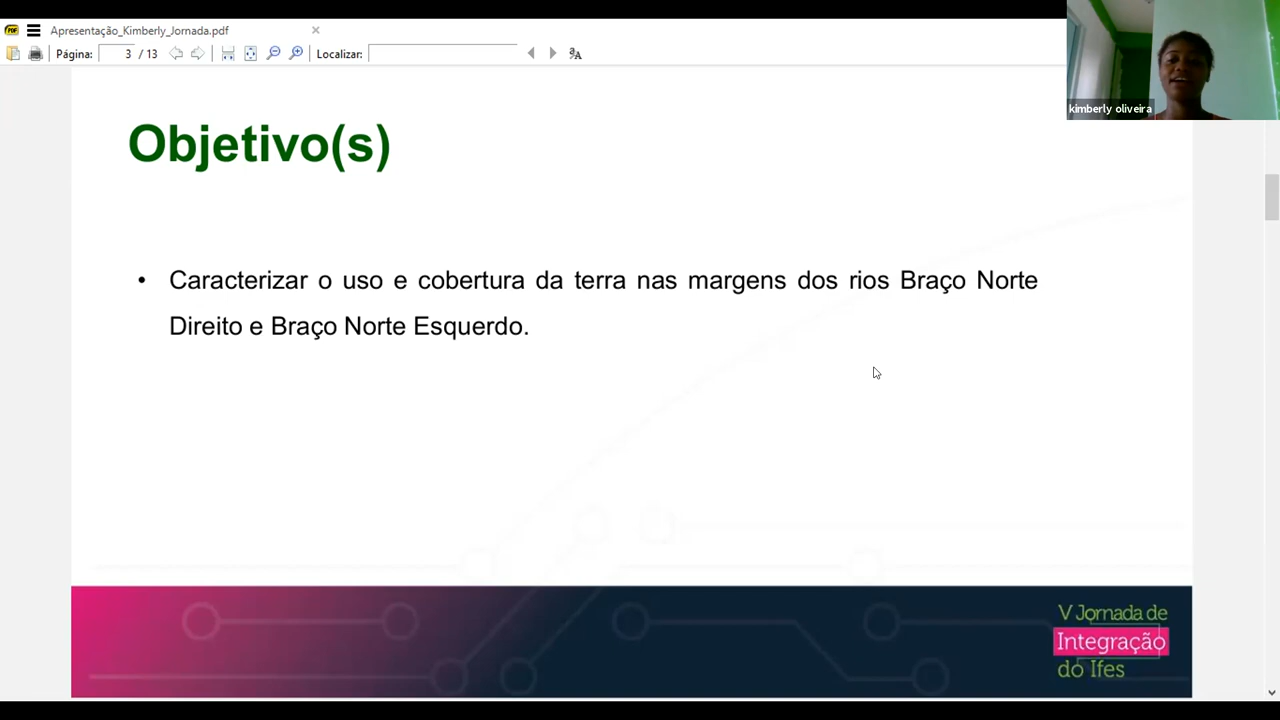 Apresentação_Kimberly_Jornada.pdf
Página: 3 / 13 Localizar:
kimberly oliveira
Objetivo(s)
• Caracterizar o uso e cobertura da terra nas margens dos rios Braço Norte
Direito e Braço Norte Esquerdo.
V Jornada de
Integração
do Ifes